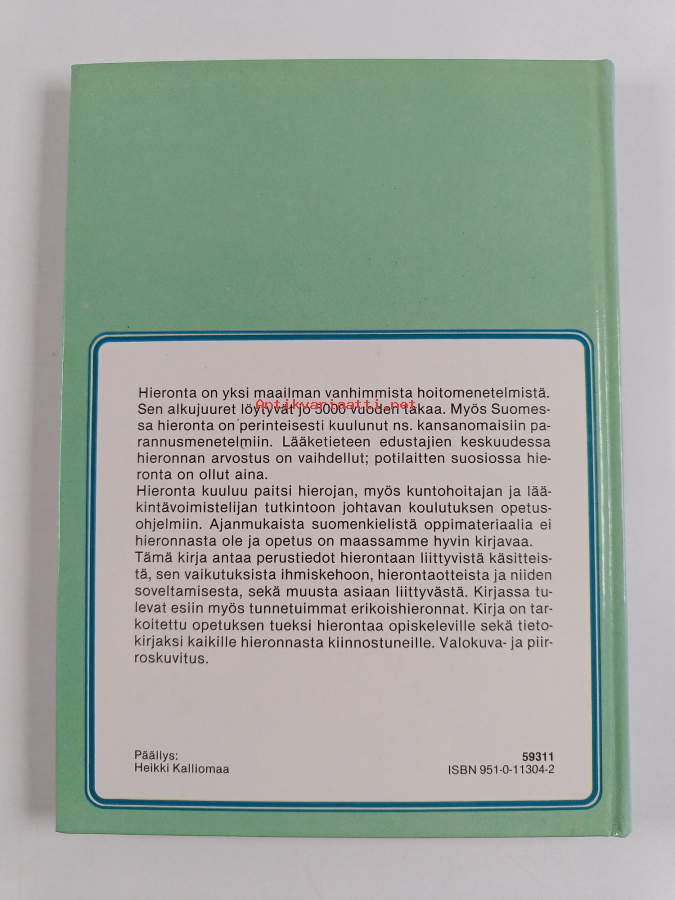 Hieronta on yksi maailman vanhimmista hoitomenetelmistä.
Sen alkujuuret löytyvät jo 5000 vuoden takaa. Myös Suomes-
Antikvariaatti.net
sa hieronta on perinteisesti kuulunut ns. kansanomaisiin pa-
rannusmenetelmiin. Lääketieteen edustajien keskuudessa
hieronnan arvostus on vaihdellut; potilaitten suosiossa hie-
ronta on ollut aina.
Hieronta kuuluu paitsi hierojan, myös kuntohoitajan ja lää-
kintävoimistelijan tutkintoon johtavan koulutuksen opetus-
ohjelmiin. Ajanmukaista suomenkielistä oppimateriaalia ei
hieronnasta ole ja opetus on maassamme hyvin kirjavaa.
Tämä kirja antaa perustiedot hierontaan liittyvistä käsitteis-
tä, sen vaikutuksista ihmiskehoon, hierontaotteista ja niiden
soveltamisesta, sekä muusta asiaan liittyvästä. Kirjassa tu-
levat esiin myös tunnetuimmat erikoishieronnat. Kirja on tar-
koitettu opetuksen tueksi hierontaa opiskeleville sekä tieto-
kirjaksi kaikille hieronnasta kiinnostuneille. Valokuva- ja piir-
roskuvitus.
Päällys:
Heikki Kalliomaa
59311
ISBN 951-0-11304-2